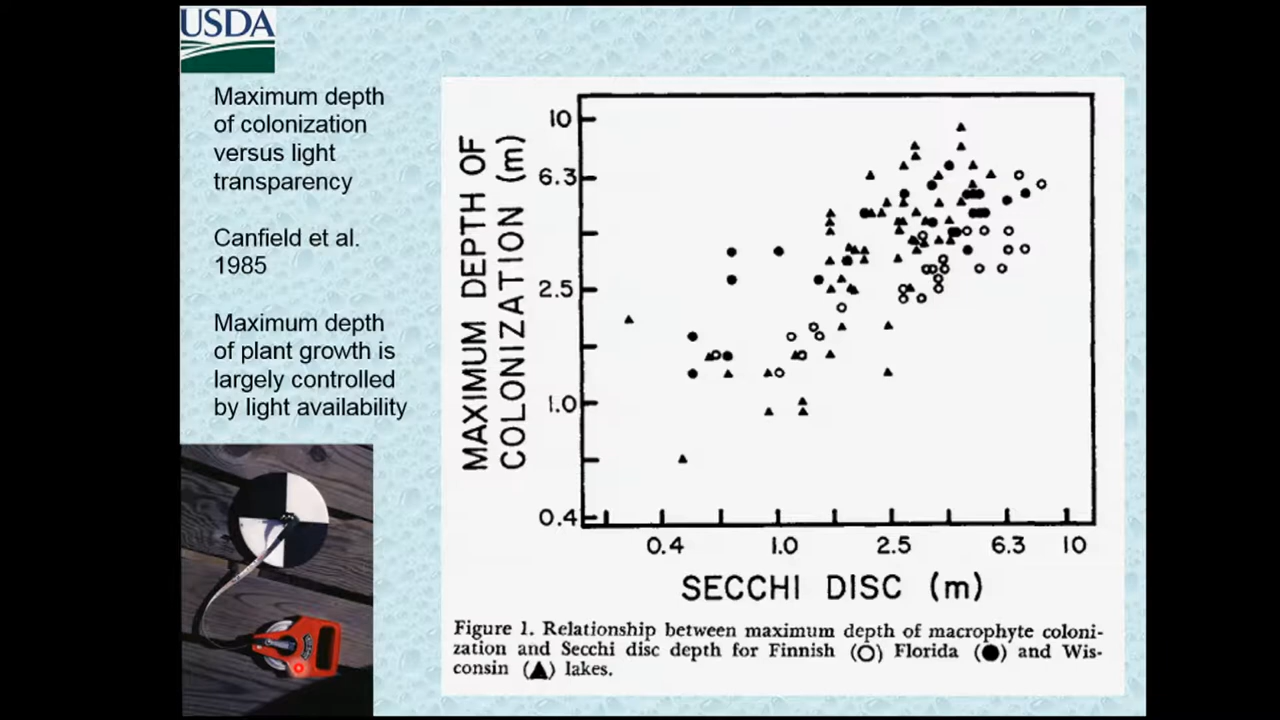 USDA
Maximum depth
of colonization
versus light
transparency
Canfield et al.
1985
Maximum depth
of plant growth is
largely controlled
by light availability
MAXIMUM DEPTH OF
COLONIZATION (m)
10
6.3
2.5
1.0
0.4
0.4 1.0 2.5 6.3 10
SECCHI DISC (m)
Figure 1. Relationship between maximum depth of macrophyte coloni-
zation and Secchi disc depth for Finnish (○) Florida (●) and Wis-
consin (▲) lakes.